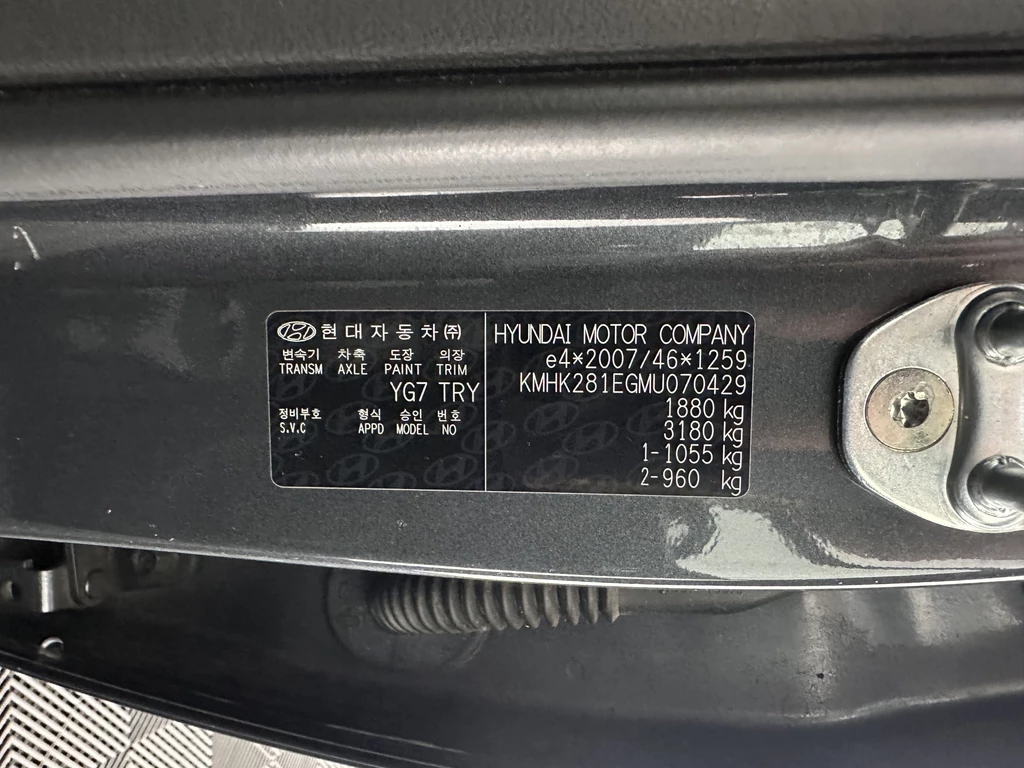 현대자동차㈜
변속기 차축 도장 의장
TRANSM AXLE PAINT TRIM
YG7 TRY
정비부호 형식 승인 번호
S.V.C APPD MODEL NO
HYUNDAI MOTOR COMPANY
e4*2007/46*1259
KMHK281EGMU070429
1880 kg
3180 kg
1-1055 kg
2-960 kg